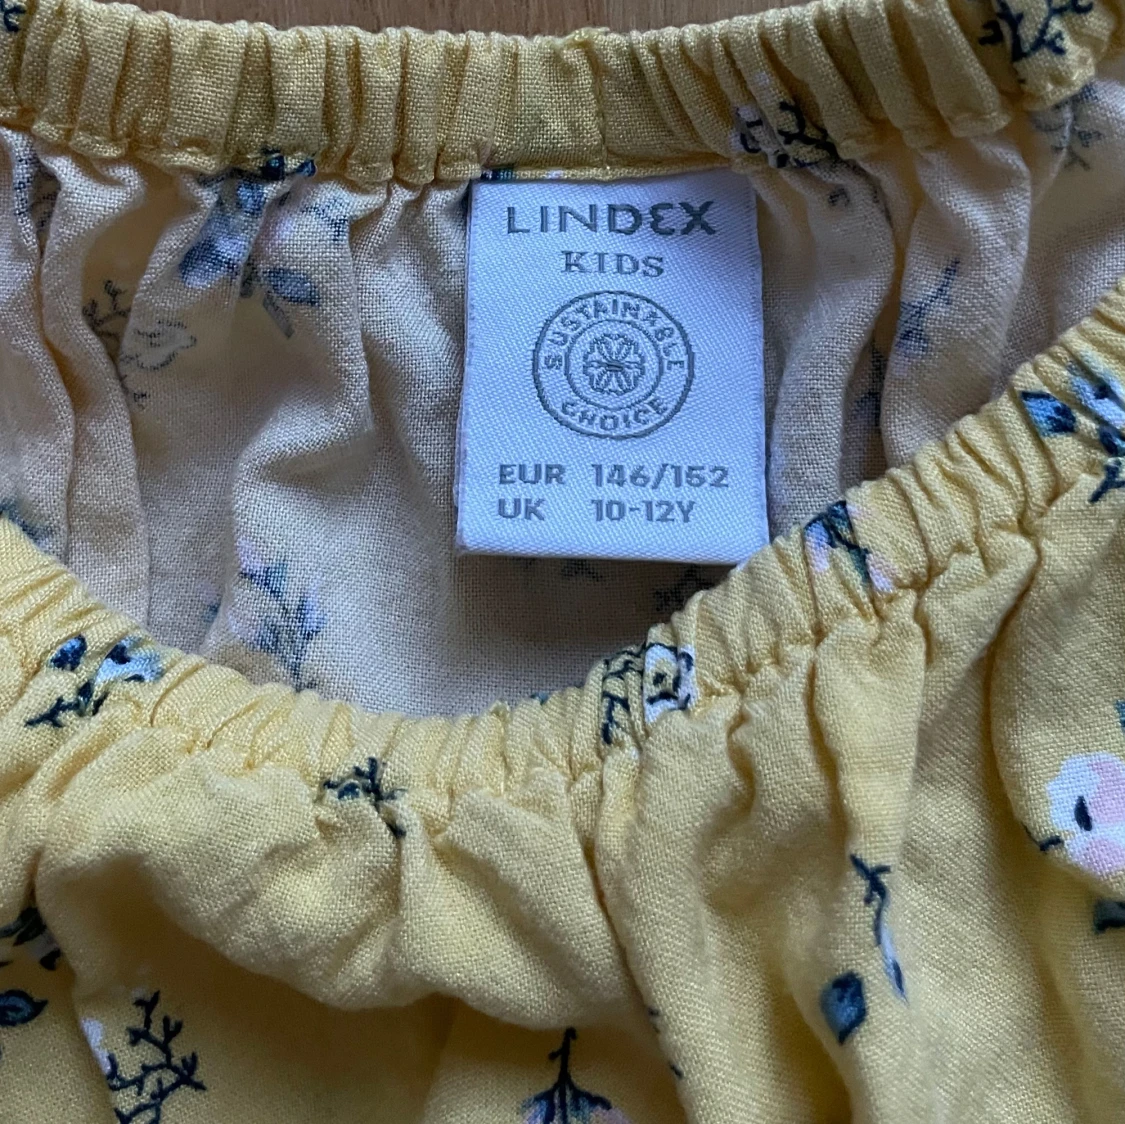 LINDEX
KIDS
SUSTAINABLE
CHOICE
EUR 146/152
UK 10-12Y